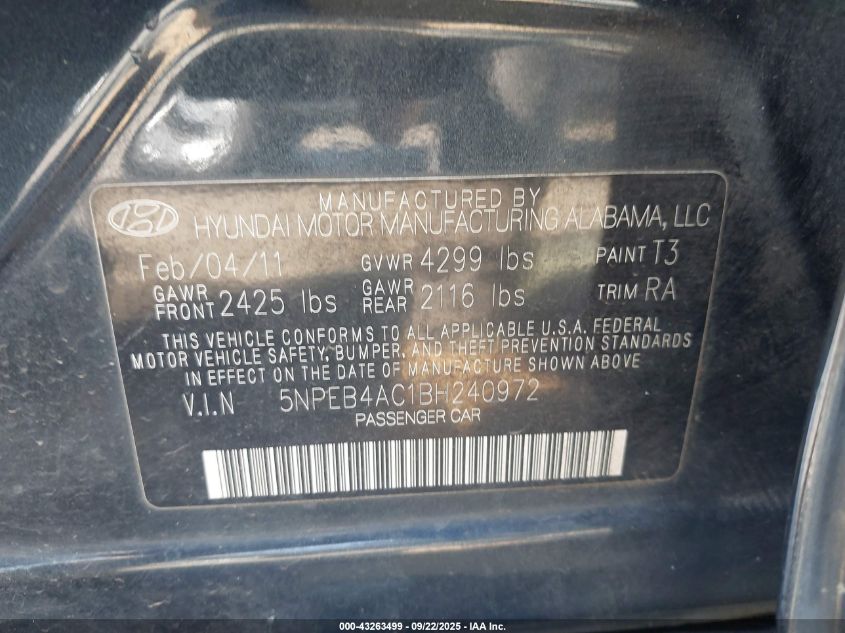 MANUFACTURED BY
HYUNDAI MOTOR MANUFACTURING ALABAMA, LLC
Feb/04/11 GVWR 4299 lbs PAINT T3
GAWR FRONT 2425 lbs GAWR REAR 2116 lbs TRIM RA
THIS VEHICLE CONFORMS TO ALL APPLICABLE U.S.A. FEDERAL
MOTOR VEHICLE SAFETY, BUMPER, AND THEFT PREVENTION STANDARDS
IN EFFECT ON THE DATE OF MANUFACTURE SHOWN ABOVE
V.I.N 5NPEB4AC1BH240972
PASSENGER CAR
000-43263499 - 09/22/2025 - IAA Inc.